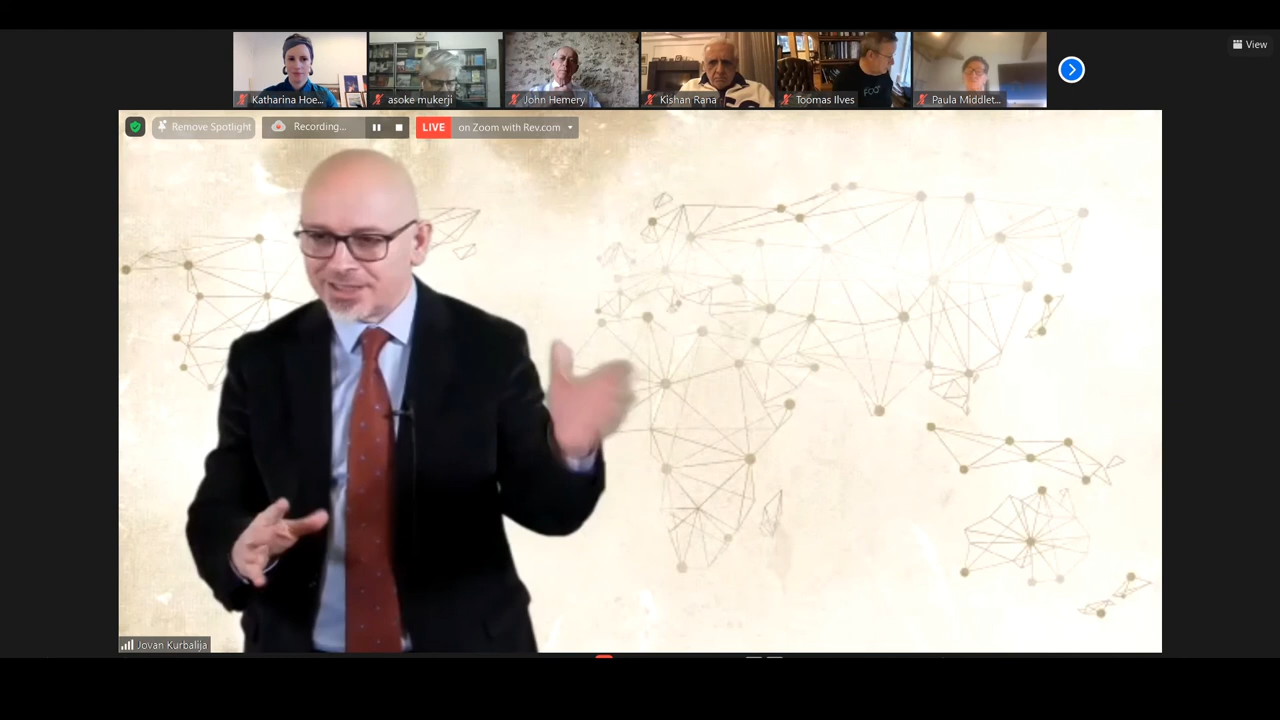 View
Katharina Hoe...
asoke mukerji
John Hemery
Kishan Rana
Toomas Ilves
Paula Middlet...
Remove Spotlight
Recording...
LIVE on Zoom with Rev.com
Jovan Kurbalija